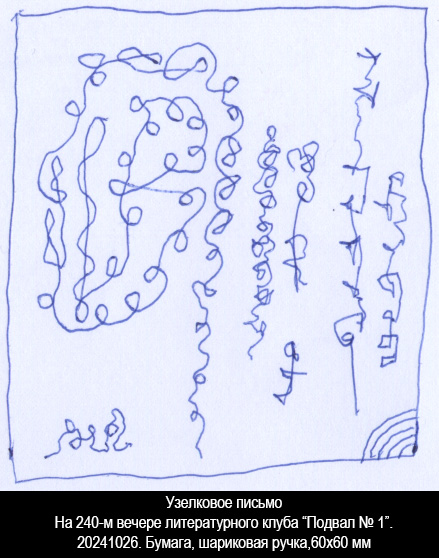 Узелковое письмо
На 240-м вечере литературного клуба “Подвал № 1”.
20241026. Бумага, шариковая ручка,60х60 мм